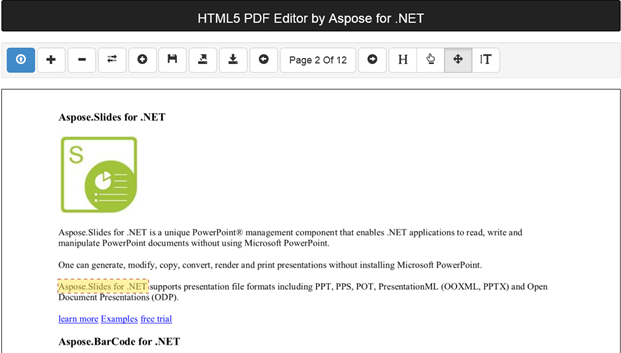 HTML5 PDF Editor by Aspose for .NET
Page 2 Of 12
H
T
Aspose.Slides for .NET
S
Aspose.Slides for .NET is a unique PowerPoint® management component that enables .NET applications to read, write and
manipulate PowerPoint documents without using Microsoft PowerPoint.
One can generate, modify, copy, convert, render and print presentations without installing Microsoft PowerPoint.
Aspose.Slides for .NET supports presentation file formats including PPT, PPS, POT, PresentationML (OOXML, PPTX) and Open
Document Presentations (ODP).
learn more Examples free trial
Aspose.BarCode for .NET